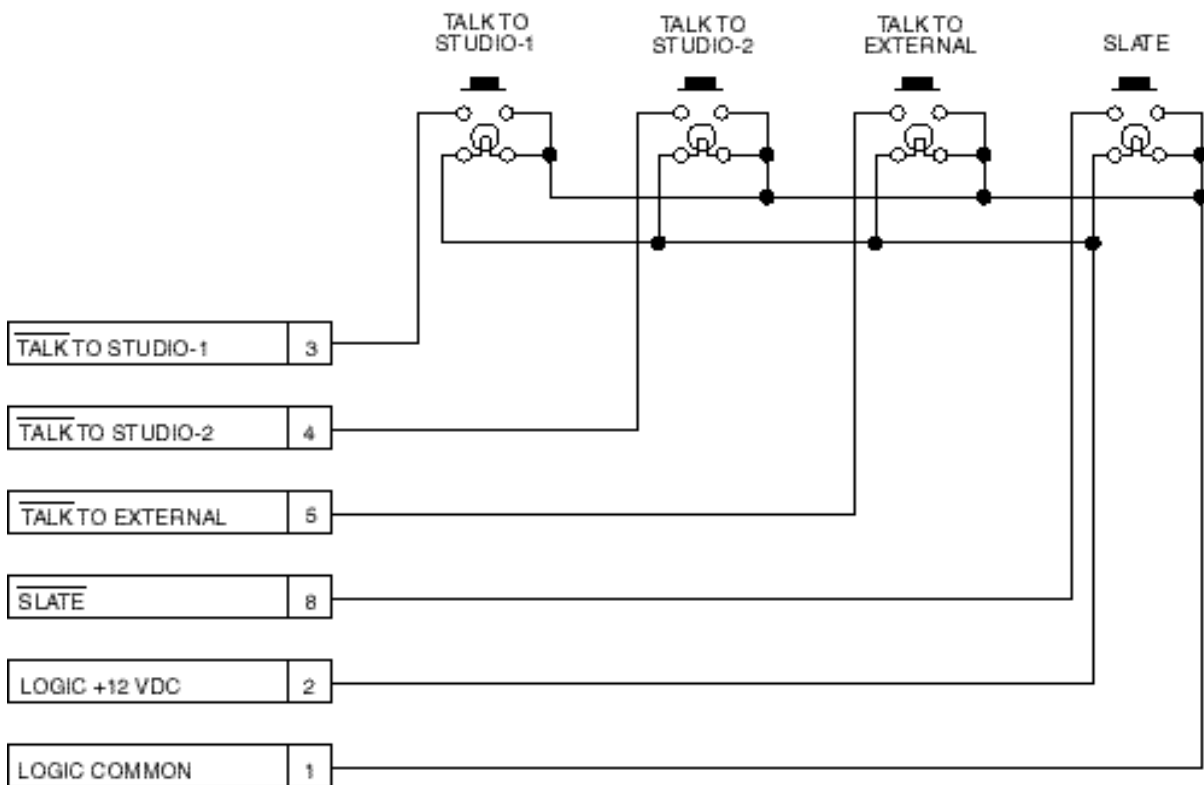 TALK TO
STUDIO-1
TALK TO
STUDIO-2
TALK TO
EXTERNAL
SLATE
TALK TO STUDIO-1 3
TALK TO STUDIO-2 4
TALK TO EXTERNAL 5
SLATE 8
LOGIC +12 VDC 2
LOGIC COMMON 1